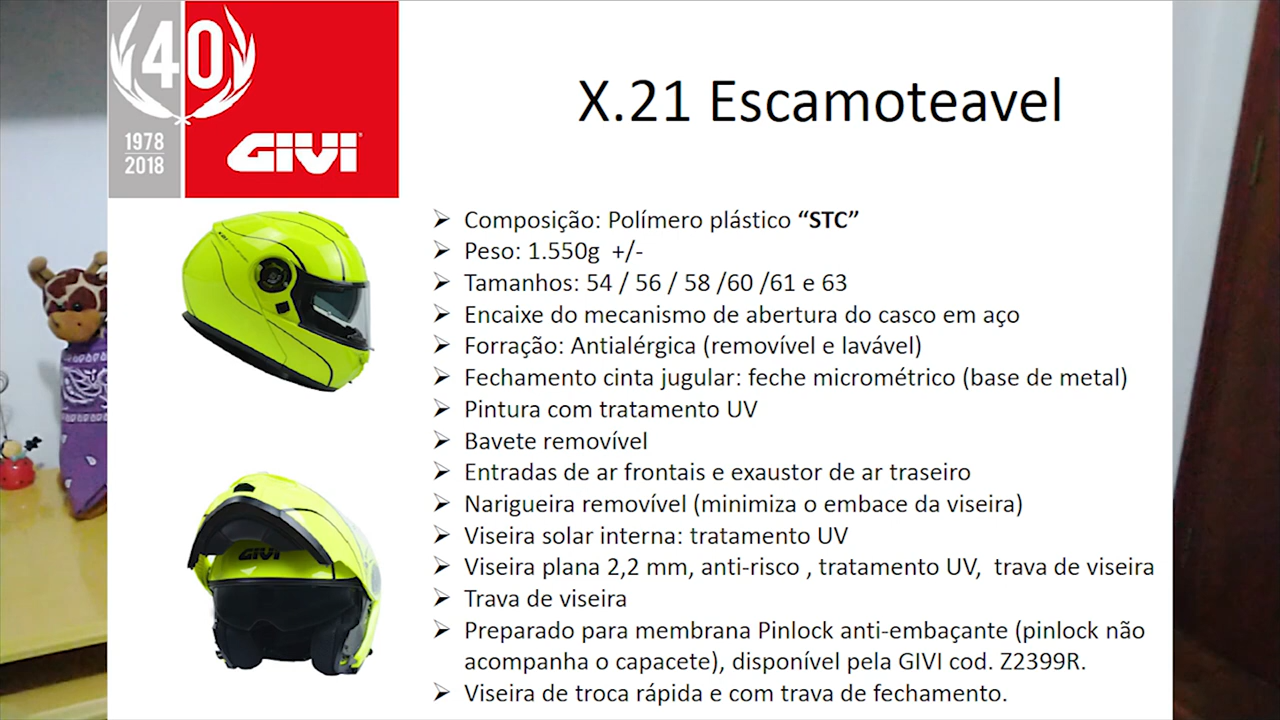 40
1978
2018
GIVI
X.21 Escamoteavel
Composição: Polímero plástico “STC”
Peso: 1.550g +/-
Tamanhos: 54 / 56 / 58 /60 /61 e 63
Encaixe do mecanismo de abertura do casco em aço
Forração: Antialérgica (removível e lavável)
Fechamento cinta jugular: feche micrométrico (base de metal)
Pintura com tratamento UV
Bavete removível
Entradas de ar frontais e exaustor de ar traseiro
Narigueira removível (minimiza o embace da viseira)
Viseira solar interna: tratamento UV
Viseira plana 2,2 mm, anti-risco , tratamento UV, trava de viseira
Trava de viseira
Preparado para membrana Pinlock anti-embaçante (pinlock não
acompanha o capacete), disponível pela GIVI cod. Z2399R.
Viseira de troca rápida e com trava de fechamento.
GIVI